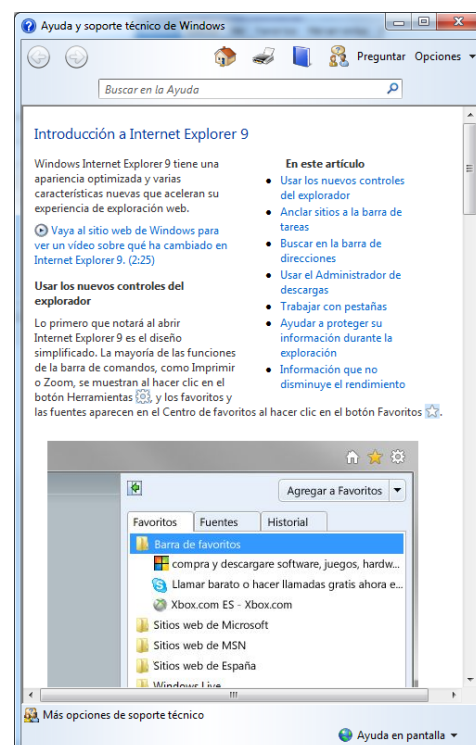 Ayuda y soporte técnico de Windows
Preguntar Opciones
Buscar en la Ayuda
Introducción a Internet Explorer 9
Windows Internet Explorer 9 tiene una
apariencia optimizada y varias
características nuevas que aceleran su
experiencia de exploración web.
Vaya al sitio web de Windows para
ver un vídeo sobre qué ha cambiado en
Internet Explorer 9. (2:25)
Usar los nuevos controles del
explorador
Lo primero que notará al abrir
Internet Explorer 9 es el diseño
simplificado. La mayoría de las funciones
de la barra de comandos, como Imprimir
o Zoom, se muestran al hacer clic en el
botón Herramientas , y los favoritos y
las fuentes aparecen en el Centro de favoritos al hacer clic en el botón Favoritos .
En este artículo
Usar los nuevos controles
del explorador
Anclar sitios a la barra de
tareas
Buscar en la barra de
direcciones
Usar el Administrador de
descargas
Trabajar con pestañas
Ayudar a proteger su
información durante la
exploración
Información que no
disminuye el rendimiento
Agregar a Favoritos
Favoritos Fuentes Historial
Barra de favoritos
compra y descargare software, juegos, hardw...
Llamar barato o hacer llamadas gratis ahora e...
Xbox.com ES - Xbox.com
Sitios web de Microsoft
Sitios web de MSN
Sitios web de España
Windows Live
Más opciones de soporte técnico
Ayuda en pantalla